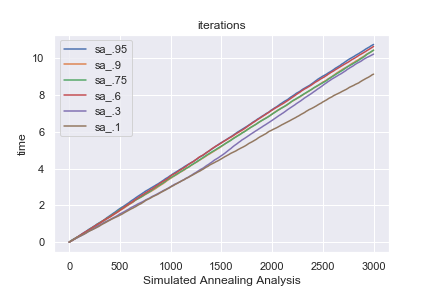 iterations
sa_.95
sa_.9
sa_.75
sa_.6
sa_.3
sa_.1
time
10
8
6
4
2
0
0 500 1000 1500 2000 2500 3000
Simulated Annealing Analysis